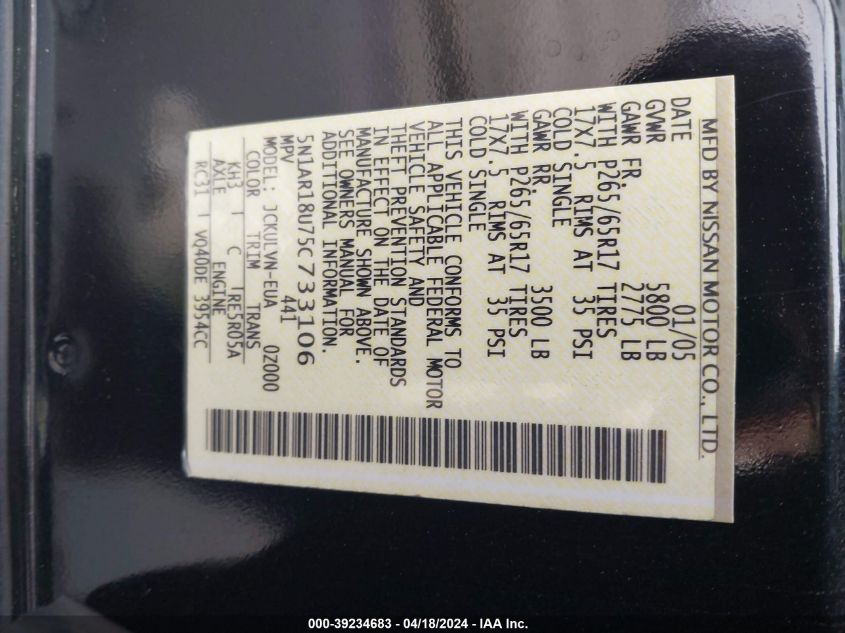 MFD BY NISSAN MOTOR CO., LTD.
DATE 01/05
GVWR 5800 LB
GAWR FR. 2775 LB
WITH P265/65R17 TIRES
17X7.5 RIMS AT 35 PSI
COLD SINGLE
GAWR RR. 3500 LB
WITH P265/65R17 TIRES
17X7.5 RIMS AT 35 PSI
COLD SINGLE
THIS VEHICLE CONFORMS TO
ALL APPLICABLE FEDERAL MOTOR
VEHICLE SAFETY AND
THEFT PREVENTION STANDARDS
IN EFFECT ON THE DATE OF
MANUFACTURE SHOWN ABOVE.
SEE OWNERS MANUAL FOR
ADDITIONAL INFORMATION.
5N1AR18U75C733106
MPV 441
MODEL: JCKULVN-EUA 0Z000
COLOR TRIM TRANS
KH3 | C | RE5R05A
AXLE ENGINE
RC31 | VQ40DE 3954CC
000-39234683 - 04/18/2024 - IAA Inc.